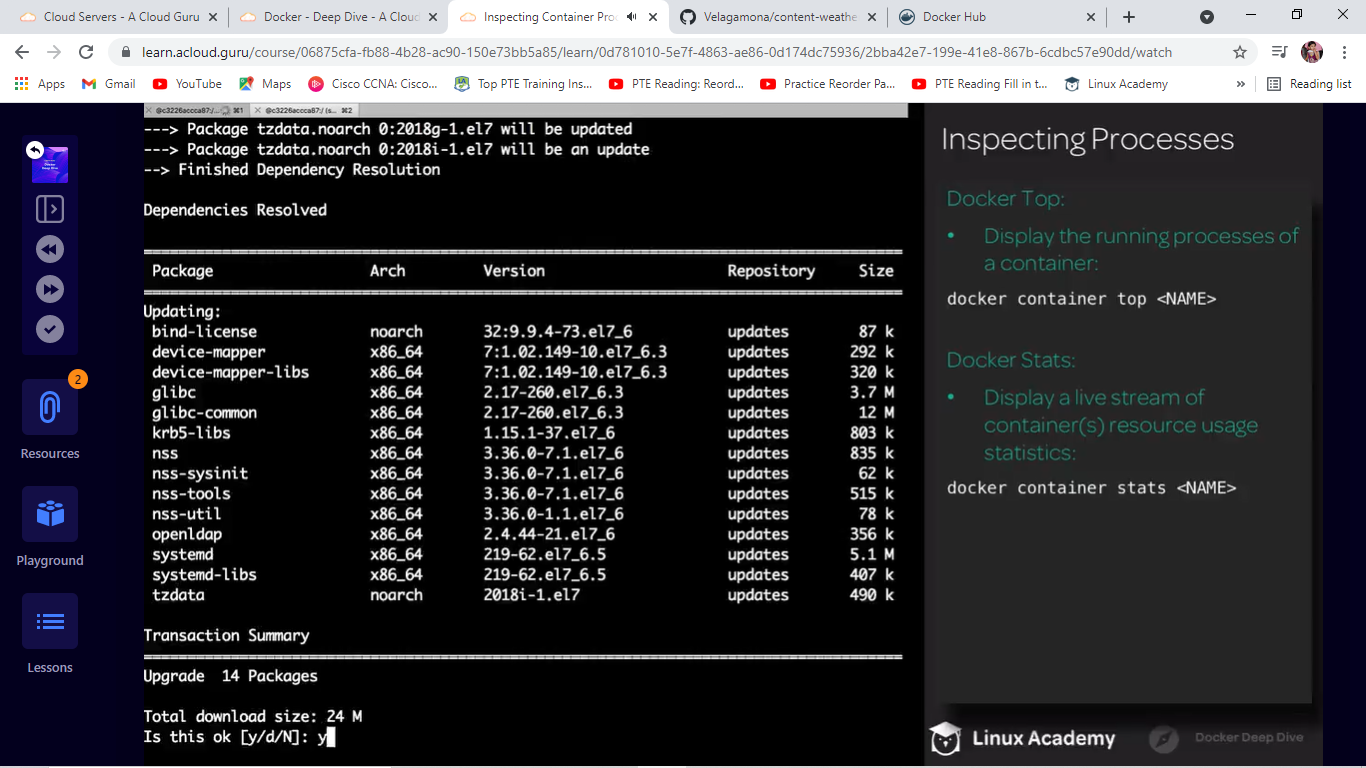 Cloud Servers - A Cloud Guru
Docker - Deep Dive - A Cloud
Inspecting Container Pro
Velagamona/content-weathe
Docker Hub
learn.acloud.guru/course/06875cfa-fb88-4b28-ac90-150e73bb5a85/learn/0d781010-5e7f-4863-ae86-0d174dc75936/2bba42e7-199e-41e8-867b-6cdbc57e90dd/watch
Apps
Gmail
YouTube
Maps
Cisco CCNA: Cisco...
Top PTE Training Ins...
PTE Reading: Reord...
Practice Reorder Pa...
PTE Reading Fill in t...
Linux Academy
»
Reading list
2
Resources
Playground
Lessons
@c3226accca87:/... ⌘1
@c3226accca87:/ (s... ⌘2
---> Package tzdata.noarch 0:2018g-1.el7 will be updated
---> Package tzdata.noarch 0:2018i-1.el7 will be an update
--> Finished Dependency Resolution
Dependencies Resolved
Package Arch Version Repository Size
Updating:
bind-license noarch 32:9.9.4-73.el7_6 updates 87 k
device-mapper x86_64 7:1.02.149-10.el7_6.3 updates 292 k
device-mapper-libs x86_64 7:1.02.149-10.el7_6.3 updates 320 k
glibc x86_64 2.17-260.el7_6.3 updates 3.7 M
glibc-common x86_64 2.17-260.el7_6.3 updates 12 M
krb5-libs x86_64 1.15.1-37.el7_6 updates 803 k
nss x86_64 3.36.0-7.1.el7_6 updates 835 k
nss-sysinit x86_64 3.36.0-7.1.el7_6 updates 62 k
nss-tools x86_64 3.36.0-7.1.el7_6 updates 515 k
nss-util x86_64 3.36.0-1.1.el7_6 updates 78 k
openldap x86_64 2.4.44-21.el7_6 updates 356 k
systemd x86_64 219-62.el7_6.5 updates 5.1 M
systemd-libs x86_64 219-62.el7_6.5 updates 407 k
tzdata noarch 2018i-1.el7 updates 490 k
Transaction Summary
Upgrade 14 Packages
Total download size: 24 M
Is this ok [y/d/N]: y
Inspecting Processes
Docker Top:
• Display the running processes of
a container:
docker container top <NAME>
Docker Stats:
• Display a live stream of
container(s) resource usage
statistics:
docker container stats <NAME>
Linux Academy
Docker Deep Dive